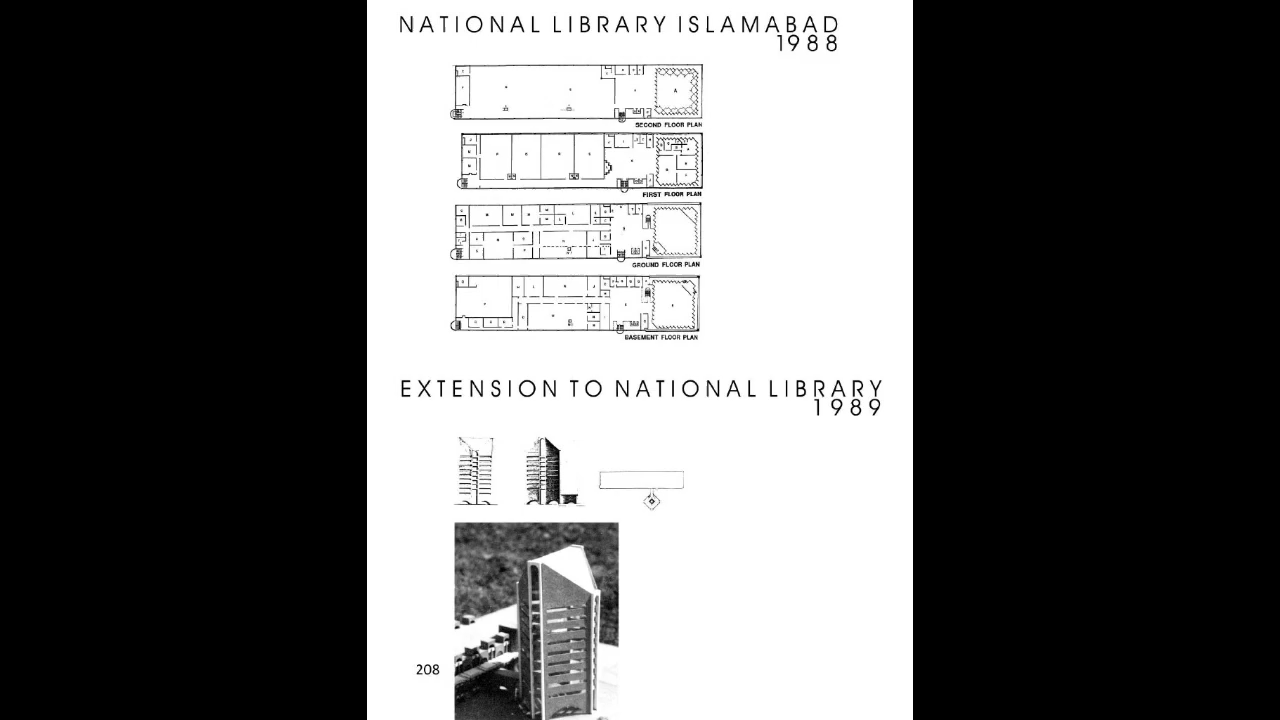 NATIONAL LIBRARY ISLAMABAD
1988
SECOND FLOOR PLAN
FIRST FLOOR PLAN
GROUND FLOOR PLAN
BASEMENT FLOOR PLAN
EXTENSION TO NATIONAL LIBRARY
1989
208